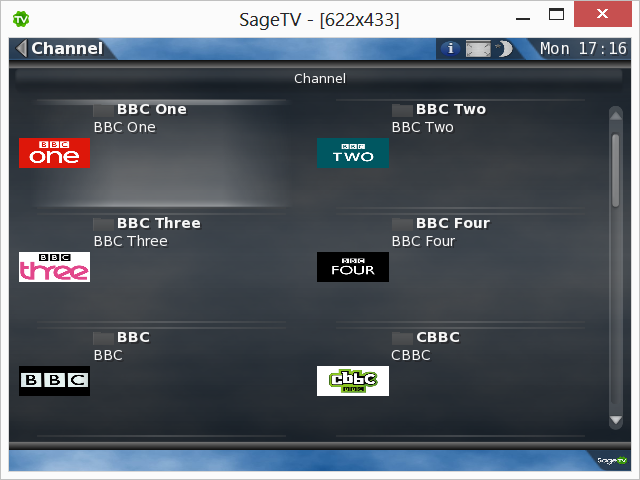 SageTV - [622x433]
Channel
i
Mon 17:16
Channel
BBC One
BBC One
BBC
one
BBC Two
BBC Two
BBC
TWO
BBC Three
BBC Three
BBC
three
BBC Four
BBC Four
BBC
FOUR
BBC
BBC
BBC
CBBC
CBBC
cbbc
SageTV